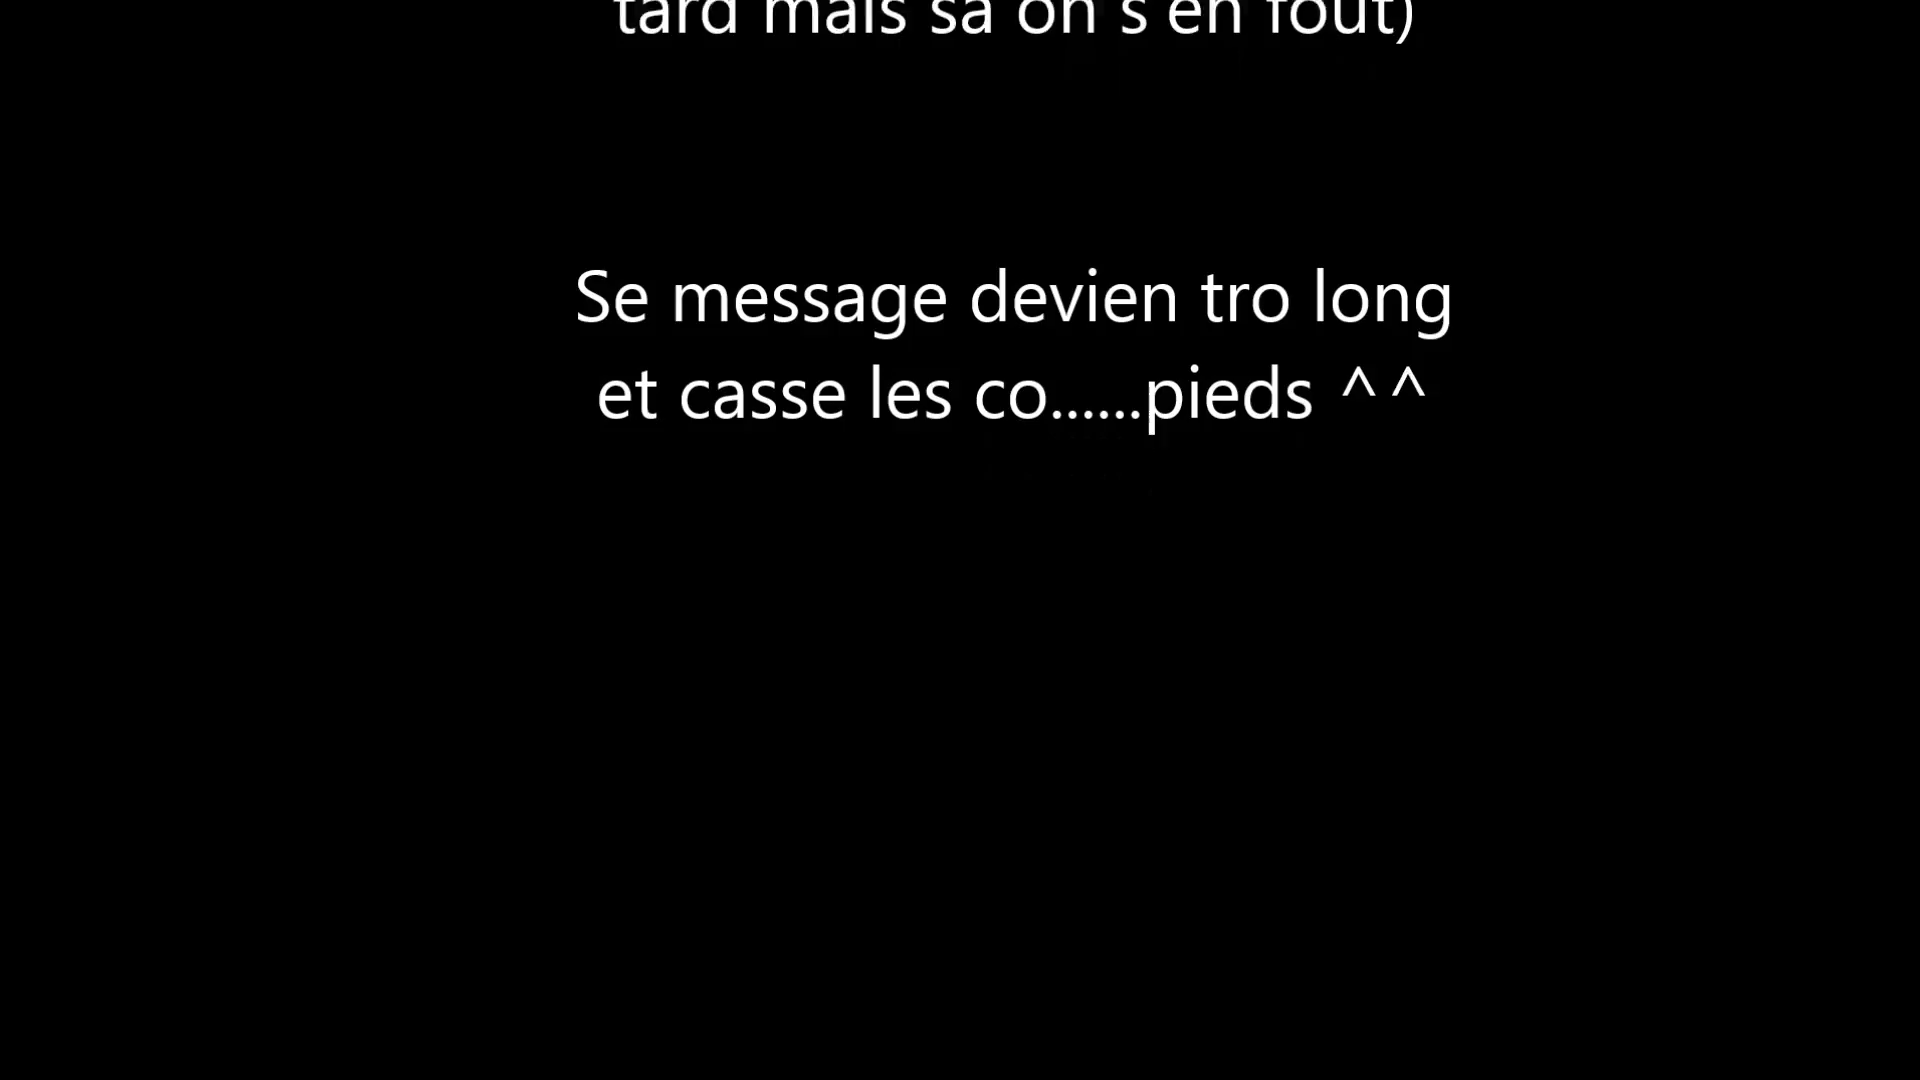 tard mais sa on s'en fout)
Se message devien tro long
et casse les co......pieds ^^